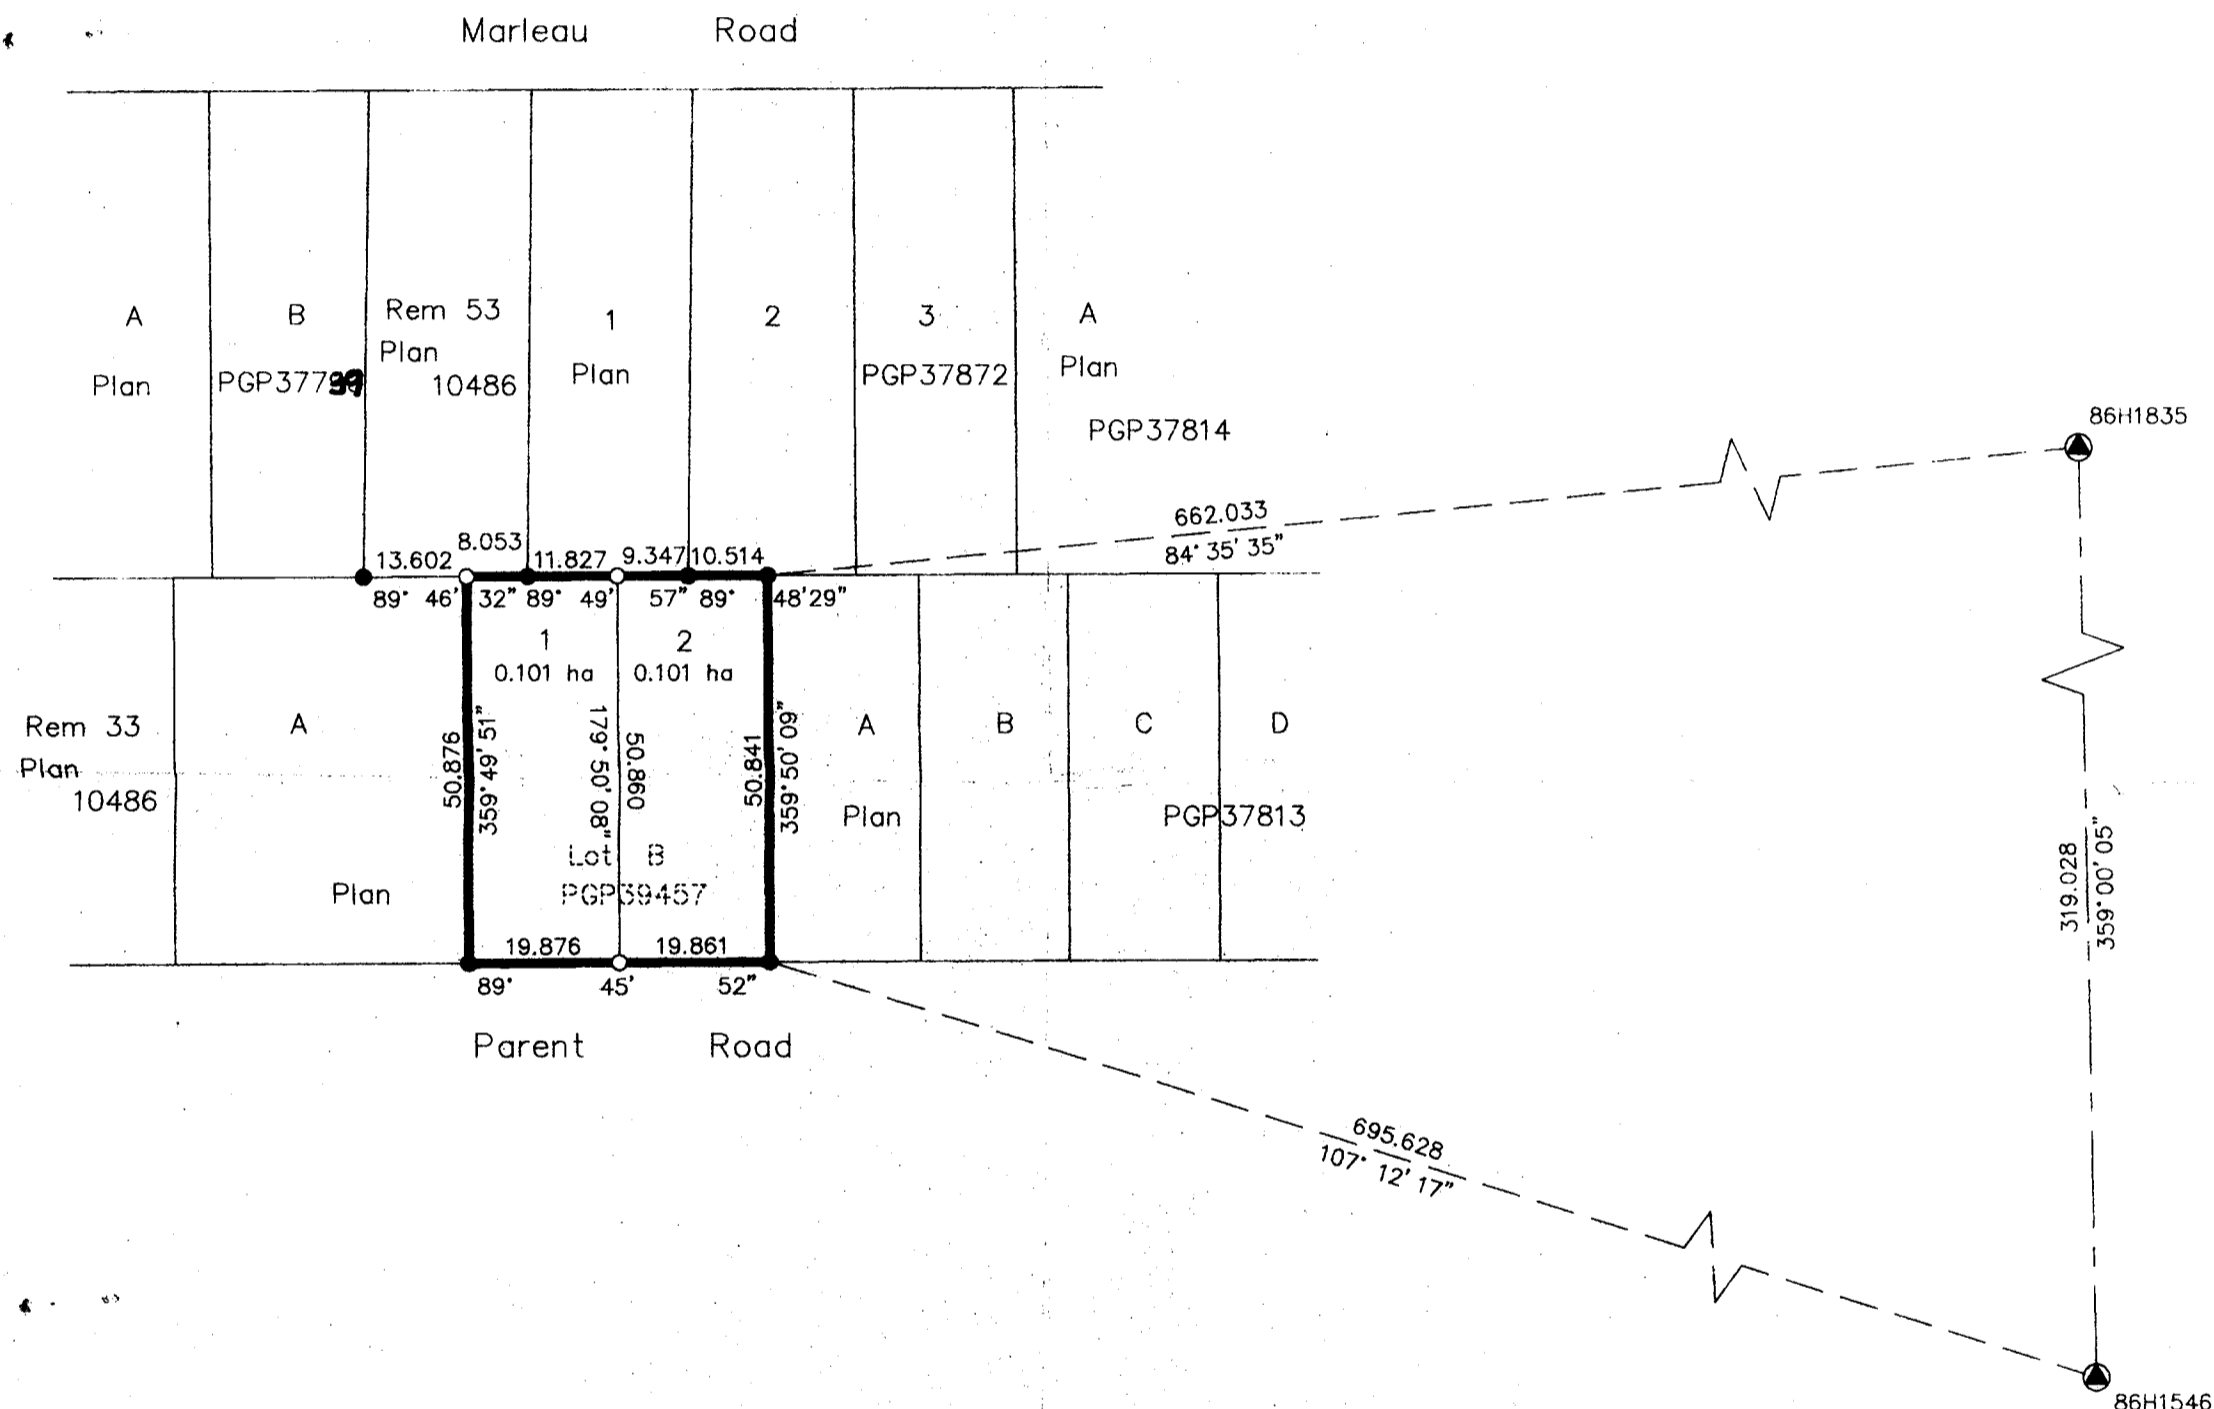 Marleau Road
A
Plan
B
PGP37799
Rem 53
Plan
10486
1
Plan
2
3
PGP37872
A
Plan
PGP37814
86H1835
662.033
84° 35' 35"
13.602
8.053
11.827
9.347
10.514
89° 46' 32" 89° 49' 57" 89° 48'29"
1
0.101 ha
2
0.101 ha
Rem 33
Plan
10486
A
Plan
50.876
359° 49' 51"
179° 50' 08"
50.860
50.841
359° 50' 09"
Lot B
PGP39457
A
Plan
B
C
D
PGP37813
319.028
359° 00' 05"
19.876
19.861
89° 45' 52"
Parent Road
695.628
107° 12' 17"
86H1546